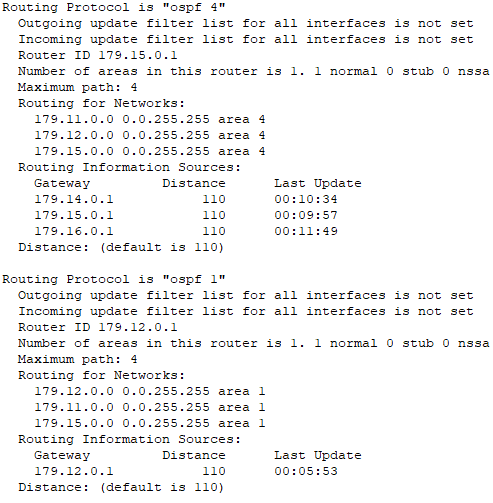 Routing Protocol is "ospf 4"
Outgoing update filter list for all interfaces is not set
Incoming update filter list for all interfaces is not set
Router ID 179.15.0.1
Number of areas in this router is 1. 1 normal 0 stub 0 nssa
Maximum path: 4
Routing for Networks:
179.11.0.0 0.0.255.255 area 4
179.12.0.0 0.0.255.255 area 4
179.15.0.0 0.0.255.255 area 4
Routing Information Sources:
Gateway Distance Last Update
179.14.0.1 110 00:10:34
179.15.0.1 110 00:09:57
179.16.0.1 110 00:11:49
Distance: (default is 110)
Routing Protocol is "ospf 1"
Outgoing update filter list for all interfaces is not set
Incoming update filter list for all interfaces is not set
Router ID 179.12.0.1
Number of areas in this router is 1. 1 normal 0 stub 0 nssa
Maximum path: 4
Routing for Networks:
179.12.0.0 0.0.255.255 area 1
179.11.0.0 0.0.255.255 area 1
179.15.0.0 0.0.255.255 area 1
Routing Information Sources:
Gateway Distance Last Update
179.12.0.1 110 00:05:53
Distance: (default is 110)